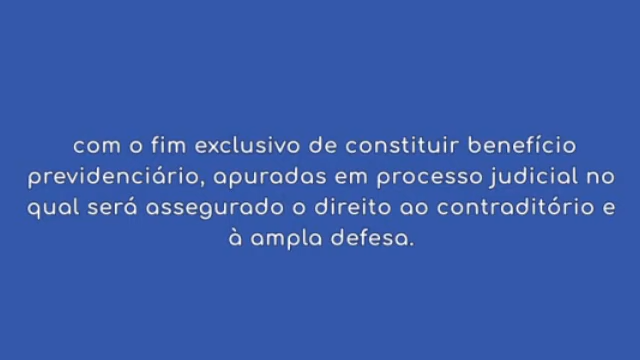 com o fim exclusivo de constituir benefício
previdenciário, apuradas em processo judicial no
qual será assegurado o direito ao contraditório e
à ampla defesa.